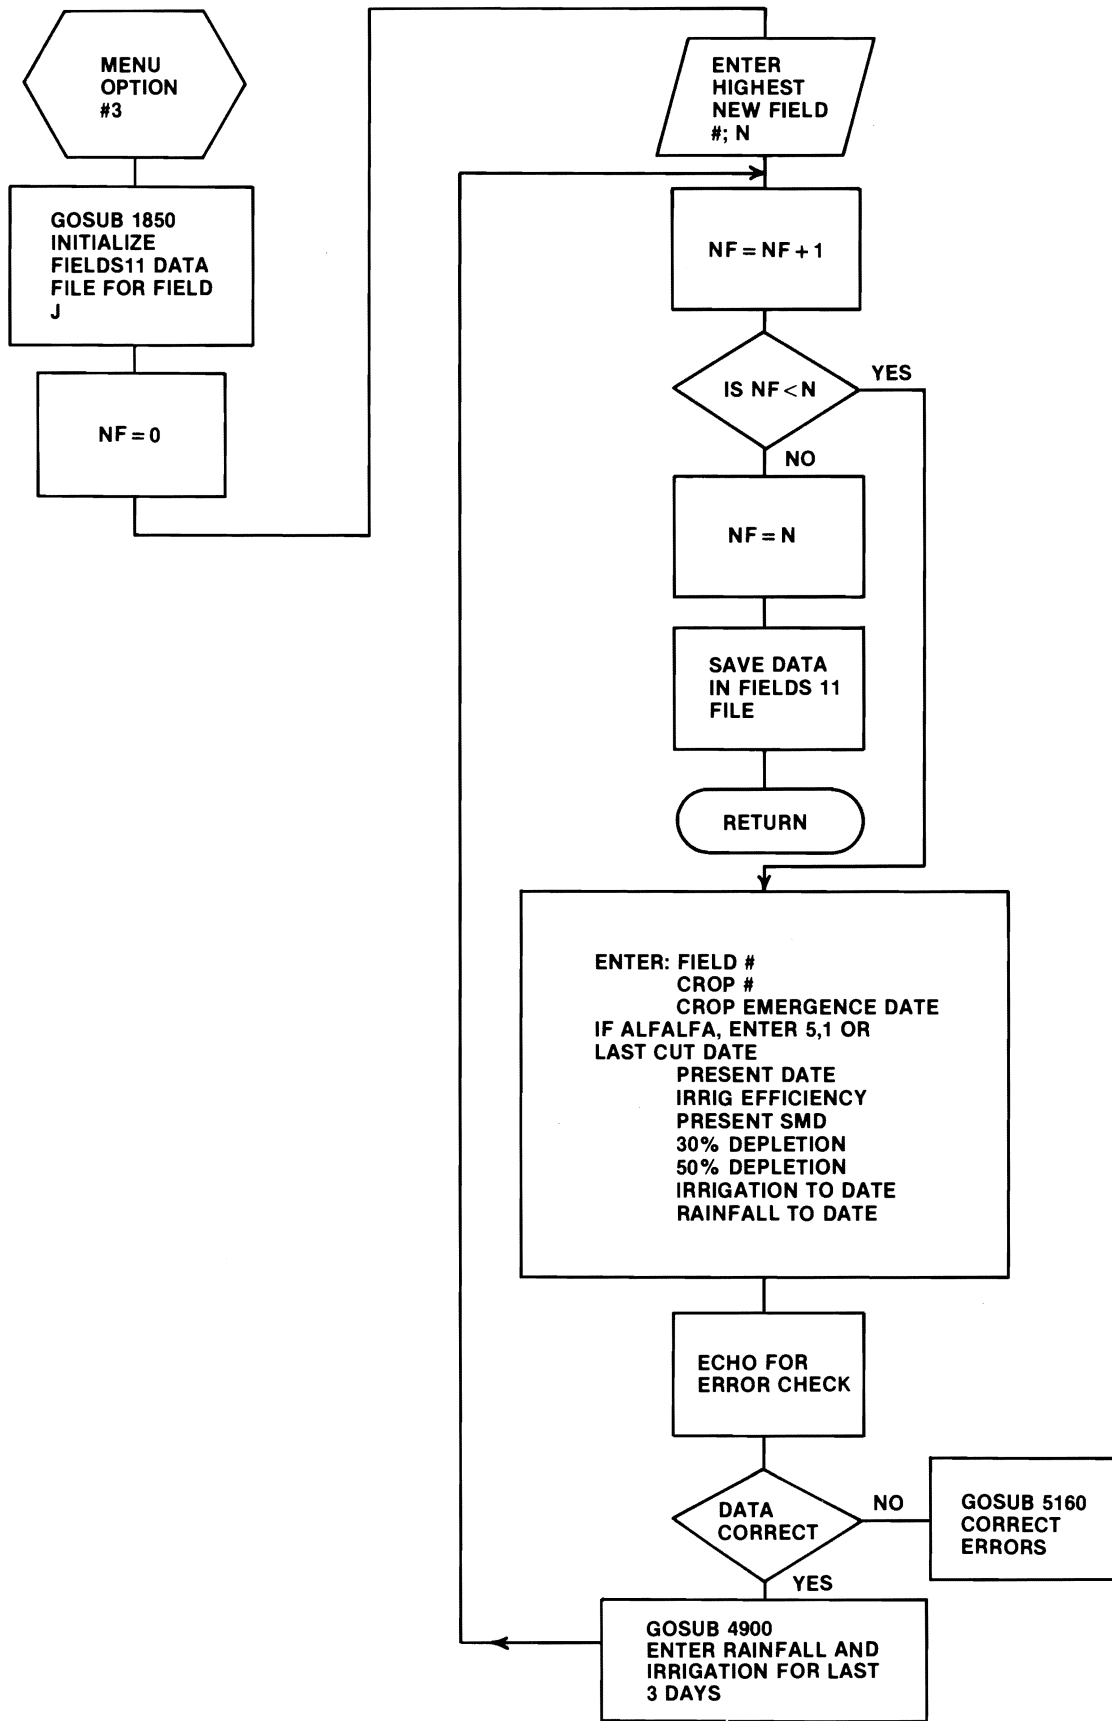 MENU
OPTION
#3
GOSUB 1850
INITIALIZE
FIELDS11 DATA
FILE FOR FIELD
J
NF = 0
ENTER
HIGHEST
NEW FIELD
#; N
NF = NF + 1
IS NF < N
YES
NO
NF = N
SAVE DATA
IN FIELDS 11
FILE
RETURN
ENTER: FIELD #
CROP #
CROP EMERGENCE DATE
IF ALFALFA, ENTER 5,1 OR
LAST CUT DATE
PRESENT DATE
IRRIG EFFICIENCY
PRESENT SMD
30% DEPLETION
50% DEPLETION
IRRIGATION TO DATE
RAINFALL TO DATE
ECHO FOR
ERROR CHECK
DATA
CORRECT
NO
GOSUB 5160
CORRECT
ERRORS
YES
GOSUB 4900
ENTER RAINFALL AND
IRRIGATION FOR LAST
3 DAYS